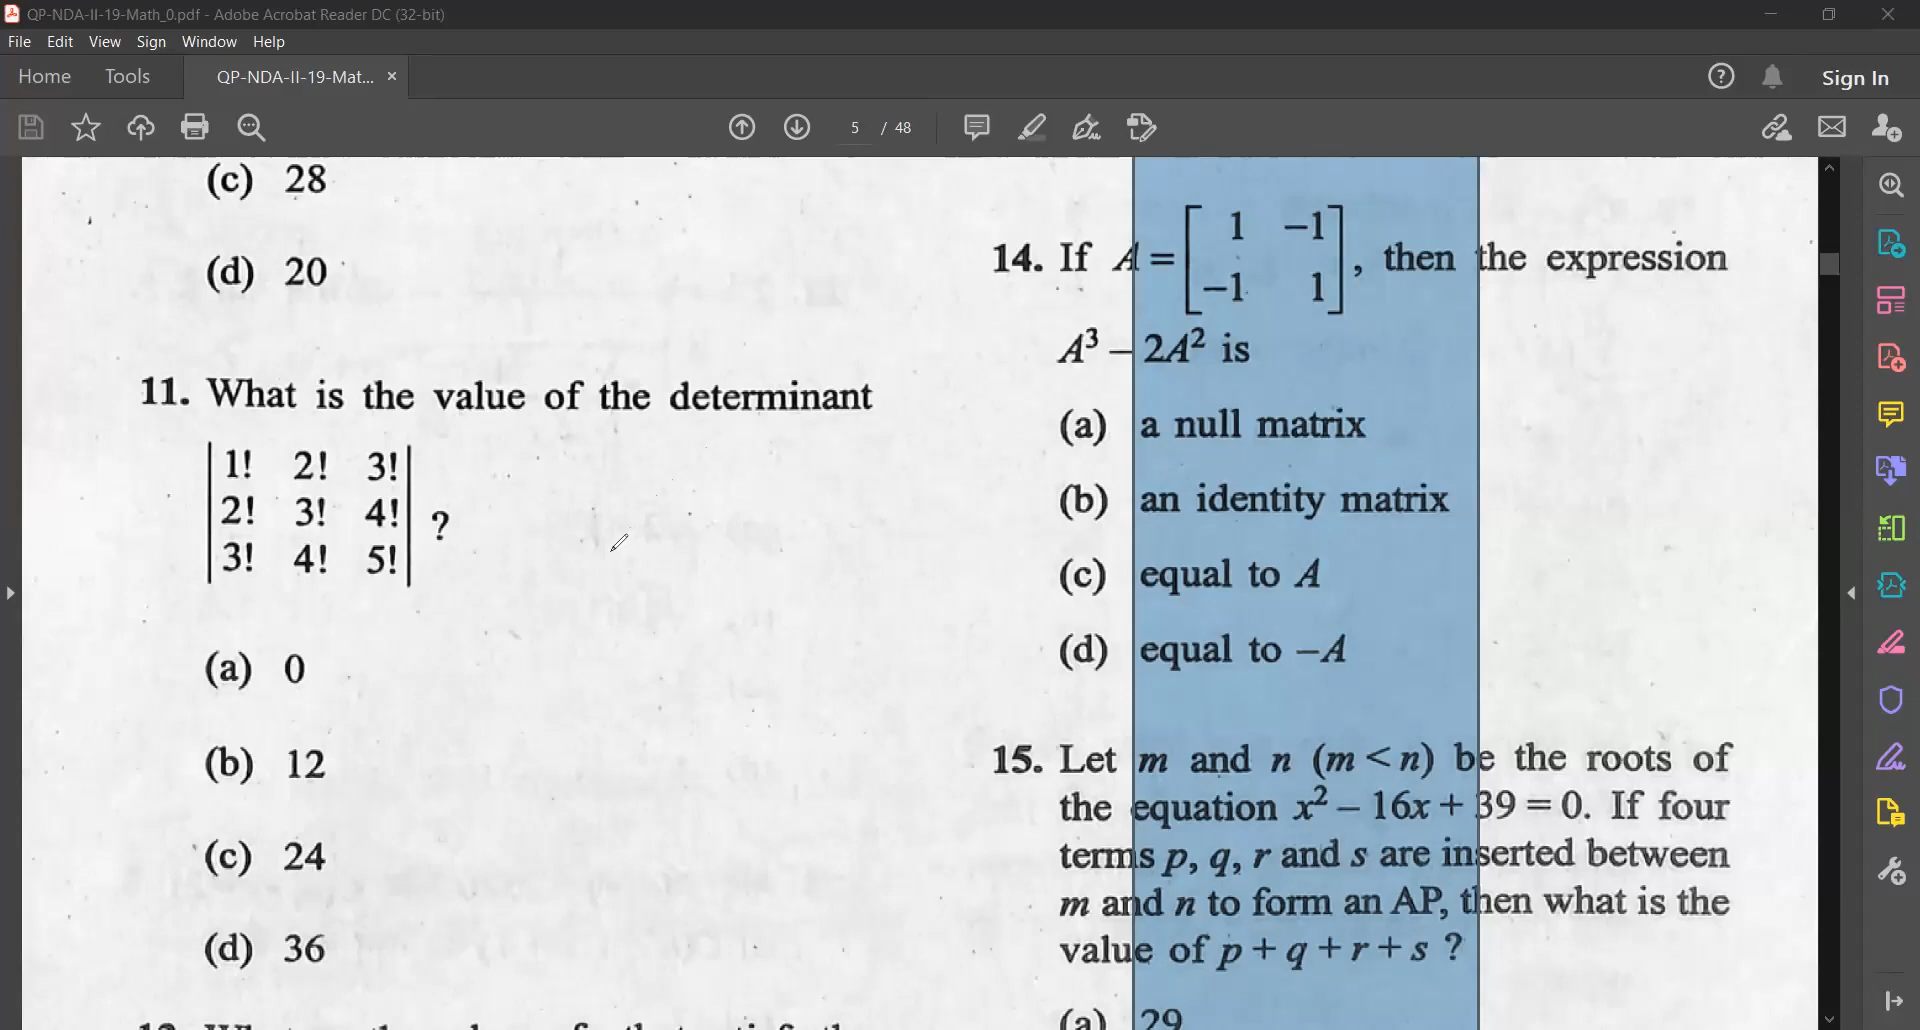 QP-NDA-II-19-Math_0.pdf - Adobe Acrobat Reader DC (32-bit)
File Edit View Sign Window Help
Home Tools QP-NDA-II-19-Mat... ×
? Sign In
5 / 48
(c) 28
(d) 20
11. What is the value of the determinant
| 1! 2! 3! |
| 2! 3! 4! | ?
| 3! 4! 5! |
(a) 0
(b) 12
(c) 24
(d) 36
14. If A = [1 −1; −1 1], then the expression
A³ – 2A² is
(a) a null matrix
(b) an identity matrix
(c) equal to A
(d) equal to –A
15. Let m and n (m < n) be the roots of
the equation x² – 16x + 39 = 0. If four
terms p, q, r and s are inserted between
m and n to form an AP, then what is the
value of p + q + r + s ?
(a) 29